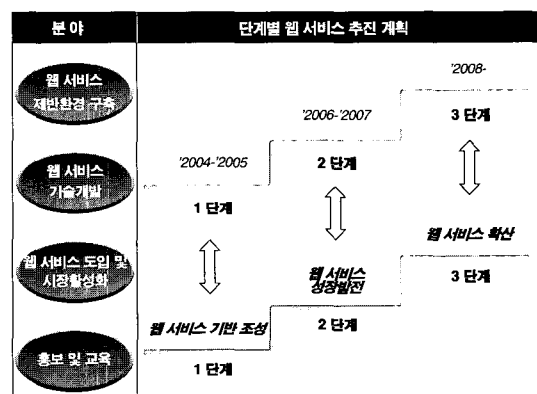 분 야
단계별 웹 서비스 추진 계획
웹 서비스
제반환경 구축
웹 서비스
기술개발
웹 서비스 도입 및
시장활성화
홍보 및 교육
'2004-'2005
1 단계
'2006-'2007
2 단계
'2008-
3 단계
웹 서비스 기반 조성
1 단계
웹 서비스
성장발전
2 단계
웹 서비스 확산
3 단계